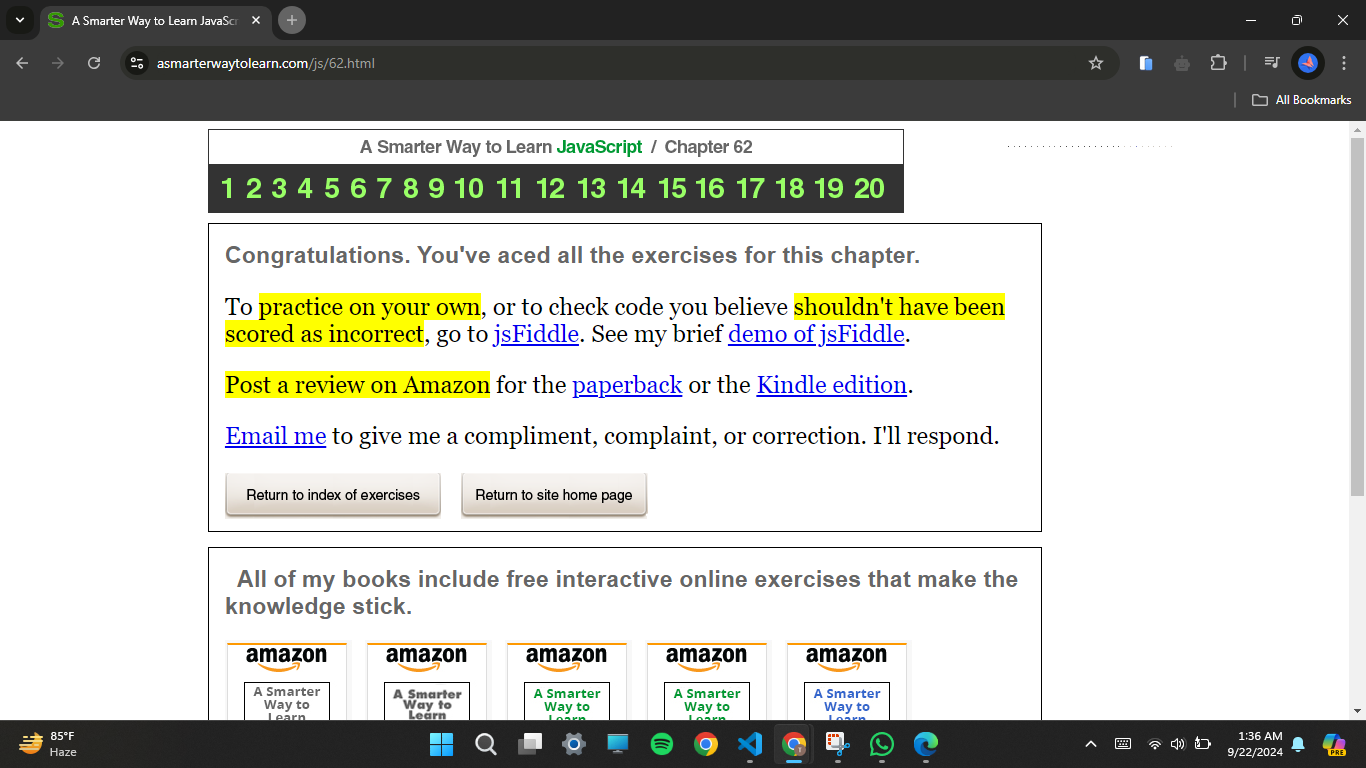 A Smarter Way to Learn JavaSc
asmarterwaytolearn.com/js/62.html
All Bookmarks
A Smarter Way to Learn JavaScript / Chapter 62
1 2 3 4 5 6 7 8 9 10 11 12 13 14 15 16 17 18 19 20
Congratulations. You've aced all the exercises for this chapter.
To practice on your own, or to check code you believe shouldn't have been
scored as incorrect, go to jsFiddle. See my brief demo of jsFiddle.
Post a review on Amazon for the paperback or the Kindle edition.
Email me to give me a compliment, complaint, or correction. I'll respond.
Return to index of exercises Return to site home page
All of my books include free interactive online exercises that make the
knowledge stick.
amazon amazon amazon amazon amazon
A Smarter A Smarter A Smarter A Smarter A Smarter
Way to Way to Way to Way to Way to
Learn Learn Learn Learn Learn
85°F
Haze
1:36 AM
9/22/2024
PRE